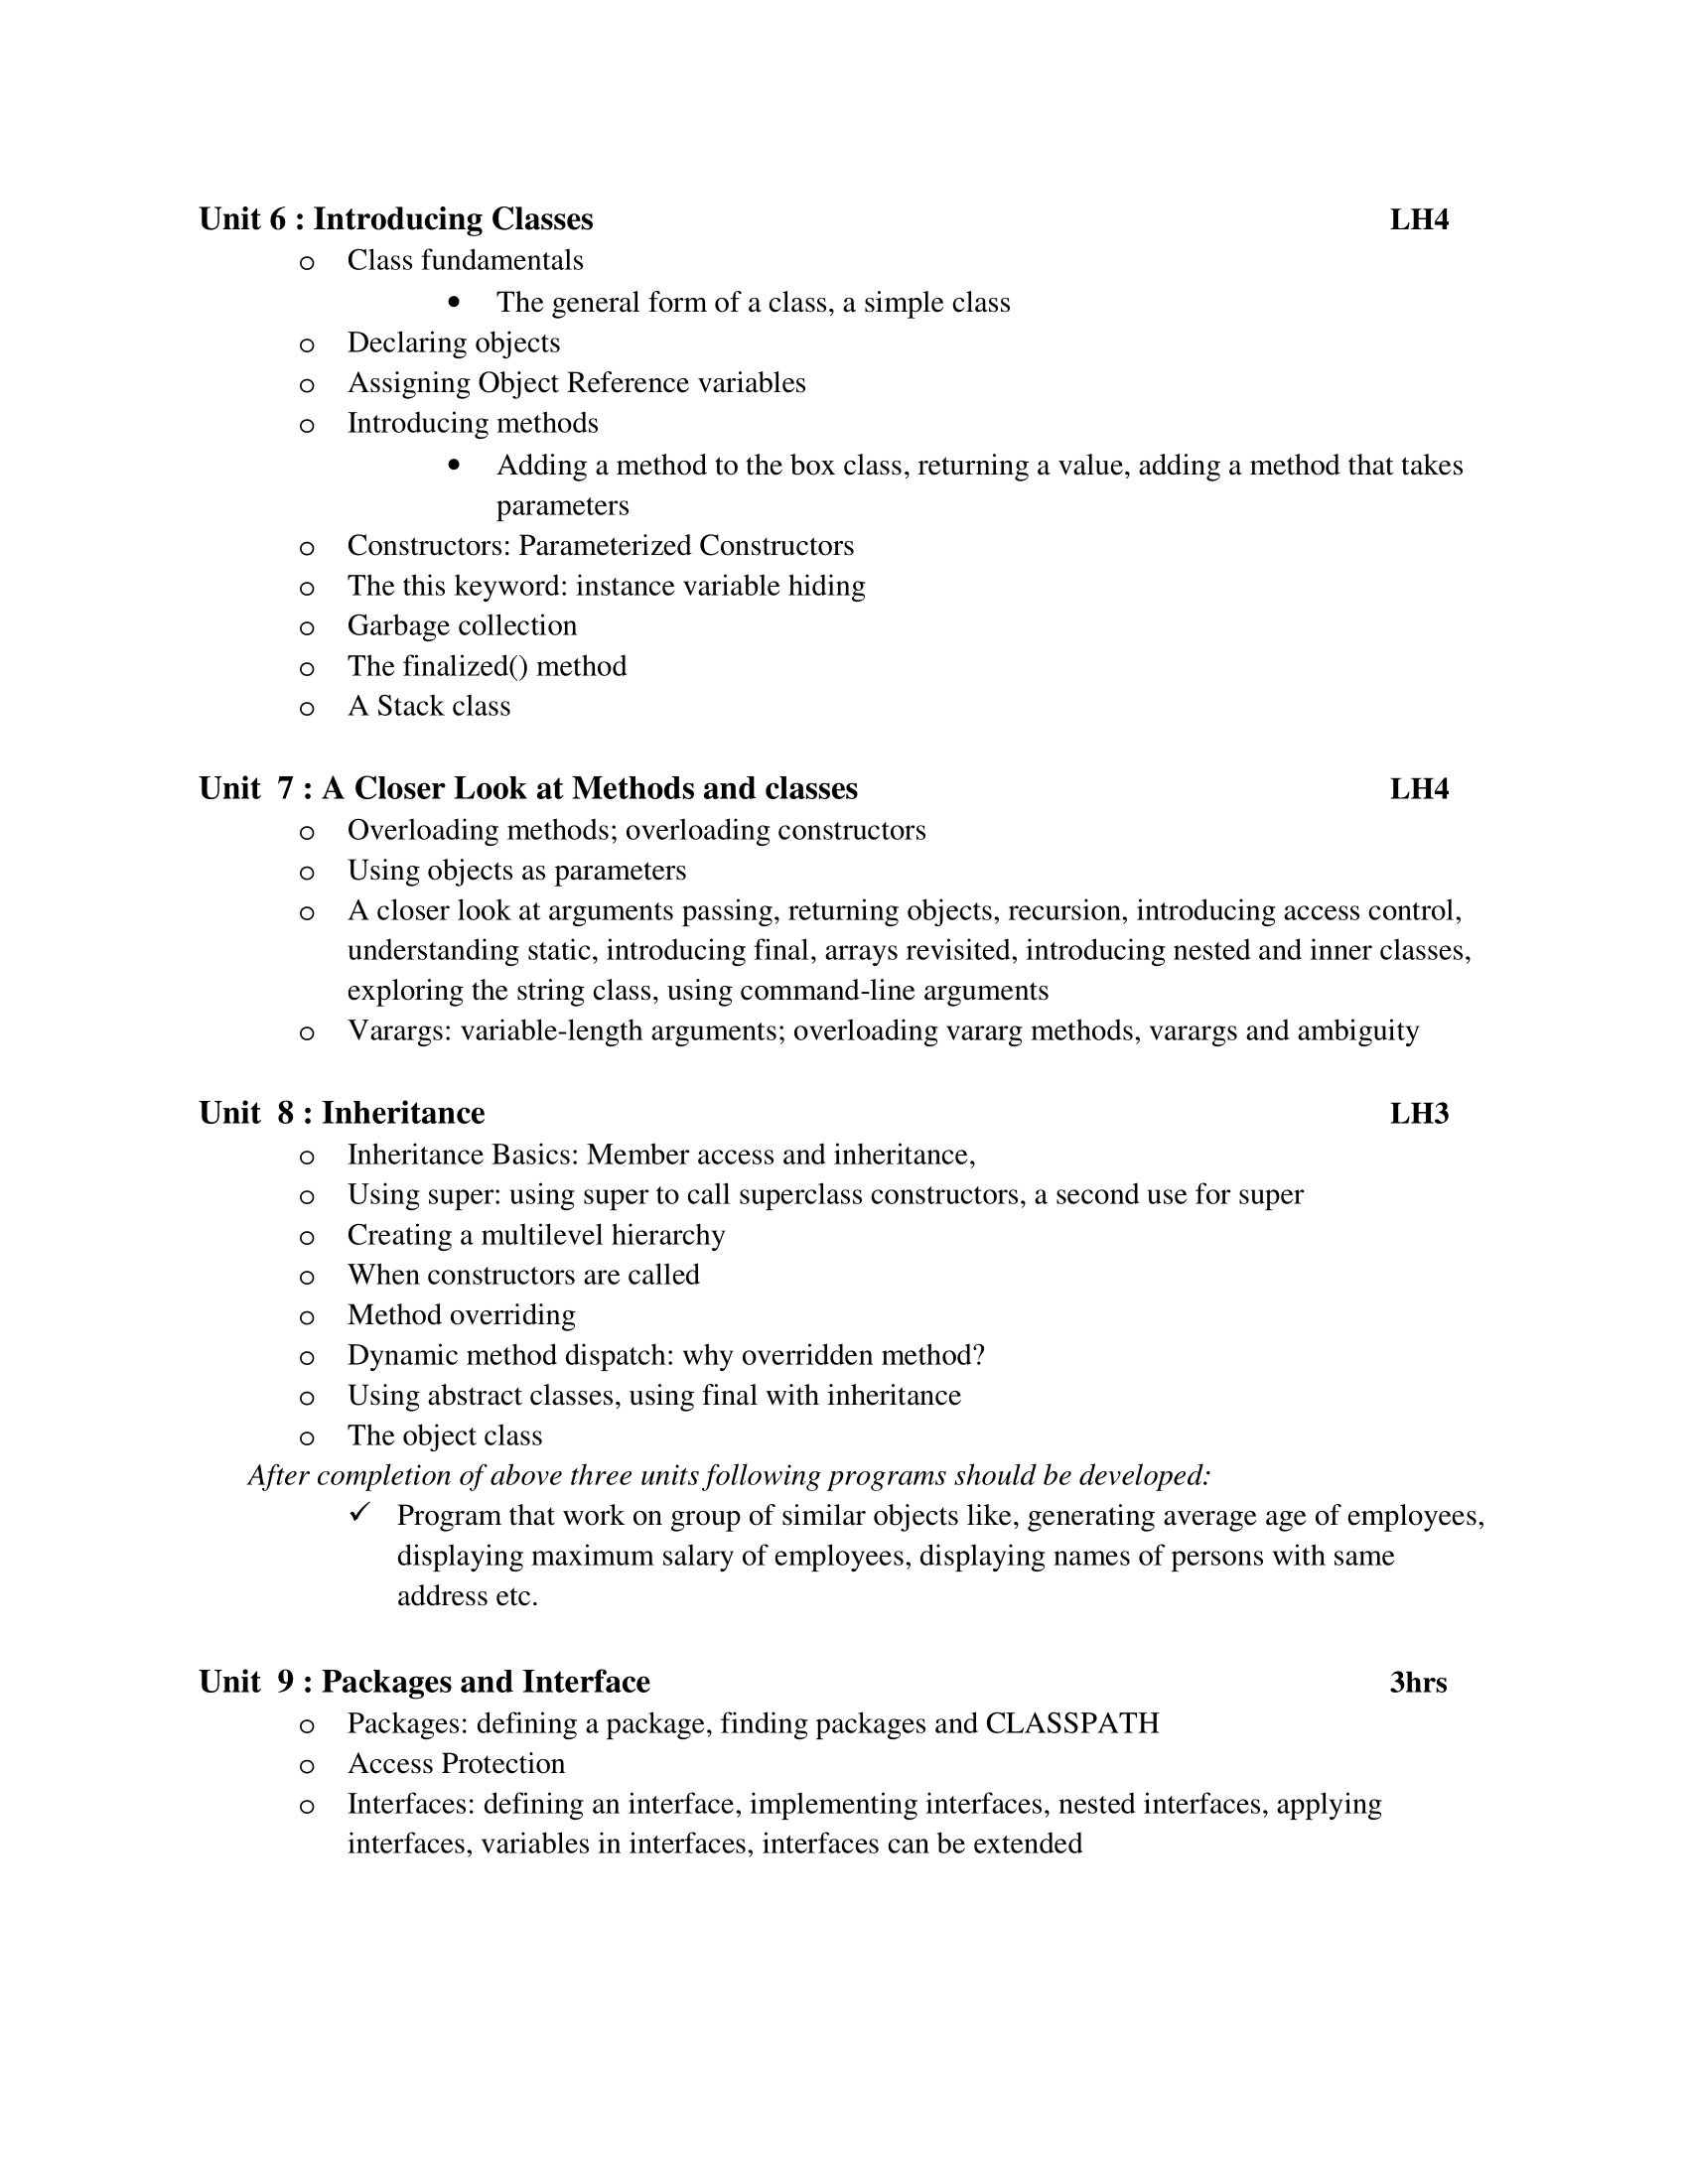 Unit 6 : Introducing Classes LH4
o Class fundamentals
• The general form of a class, a simple class
o Declaring objects
o Assigning Object Reference variables
o Introducing methods
• Adding a method to the box class, returning a value, adding a method that takes
parameters
o Constructors: Parameterized Constructors
o The this keyword: instance variable hiding
o Garbage collection
o The finalized() method
o A Stack class
Unit 7 : A Closer Look at Methods and classes LH4
o Overloading methods; overloading constructors
o Using objects as parameters
o A closer look at arguments passing, returning objects, recursion, introducing access control,
understanding static, introducing final, arrays revisited, introducing nested and inner classes,
exploring the string class, using command-line arguments
o Varargs: variable-length arguments; overloading vararg methods, varargs and ambiguity
Unit 8 : Inheritance LH3
o Inheritance Basics: Member access and inheritance,
o Using super: using super to call superclass constructors, a second use for super
o Creating a multilevel hierarchy
o When constructors are called
o Method overriding
o Dynamic method dispatch: why overridden method?
o Using abstract classes, using final with inheritance
o The object class
After completion of above three units following programs should be developed:
✓ Program that work on group of similar objects like, generating average age of employees,
displaying maximum salary of employees, displaying names of persons with same
address etc.
Unit 9 : Packages and Interface 3hrs
o Packages: defining a package, finding packages and CLASSPATH
o Access Protection
o Interfaces: defining an interface, implementing interfaces, nested interfaces, applying
interfaces, variables in interfaces, interfaces can be extended